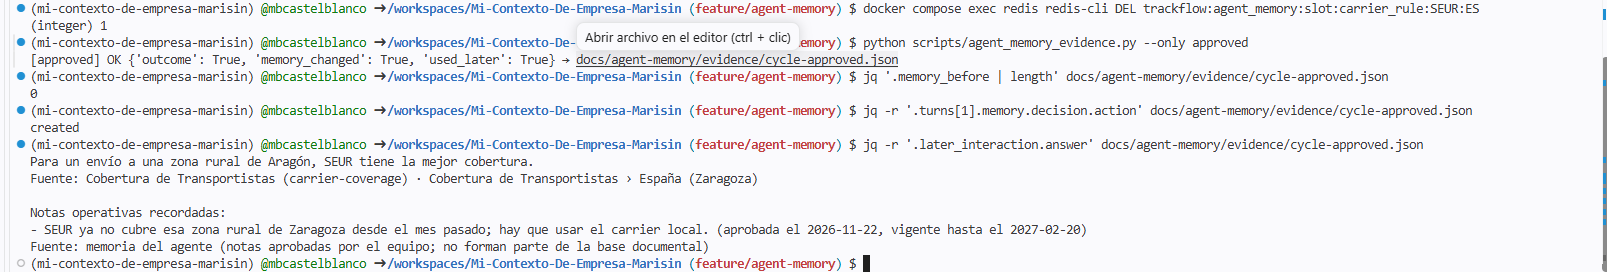 (mi-contexto-de-empresa-marisin) @mbcastelblanco ➜/workspaces/Mi-Contexto-De-Empresa-Marisin (feature/agent-memory) $ docker compose exec redis redis-cli DEL trackflow:agent_memory:slot:carrier_rule:SEUR:ES
(integer) 1
(mi-contexto-de-empresa-marisin) @mbcastelblanco ➜/workspaces/Mi-Con
Abrir archivo en el editor (ctrl + clic)
t-memory) $ python scripts/agent_memory_evidence.py --only approved
[approved] OK {'outcome': True, 'memory_changed': True, 'used_later': True} → docs/agent-memory/evidence/cycle-approved.json
(mi-contexto-de-empresa-marisin) @mbcastelblanco ➜/workspaces/Mi-Contexto-De-Empresa-Marisin (feature/agent-memory) $ jq '.memory_before | length' docs/agent-memory/evidence/cycle-approved.json
0
(mi-contexto-de-empresa-marisin) @mbcastelblanco ➜/workspaces/Mi-Contexto-De-Empresa-Marisin (feature/agent-memory) $ jq -r '.turns[1].memory.decision.action' docs/agent-memory/evidence/cycle-approved.json
created
(mi-contexto-de-empresa-marisin) @mbcastelblanco ➜/workspaces/Mi-Contexto-De-Empresa-Marisin (feature/agent-memory) $ jq -r '.later_interaction.answer' docs/agent-memory/evidence/cycle-approved.json
Para un envío a una zona rural de Aragón, SEUR tiene la mejor cobertura.
Fuente: Cobertura de Transportistas (carrier-coverage) · Cobertura de Transportistas › España (Zaragoza)
Notas operativas recordadas:
- SEUR ya no cubre esa zona rural de Zaragoza desde el mes pasado; hay que usar el carrier local. (aprobada el 2026-11-22, vigente hasta el 2027-02-20)
Fuente: memoria del agente (notas aprobadas por el equipo; no forman parte de la base documental)
(mi-contexto-de-empresa-marisin) @mbcastelblanco ➜/workspaces/Mi-Contexto-De-Empresa-Marisin (feature/agent-memory) $